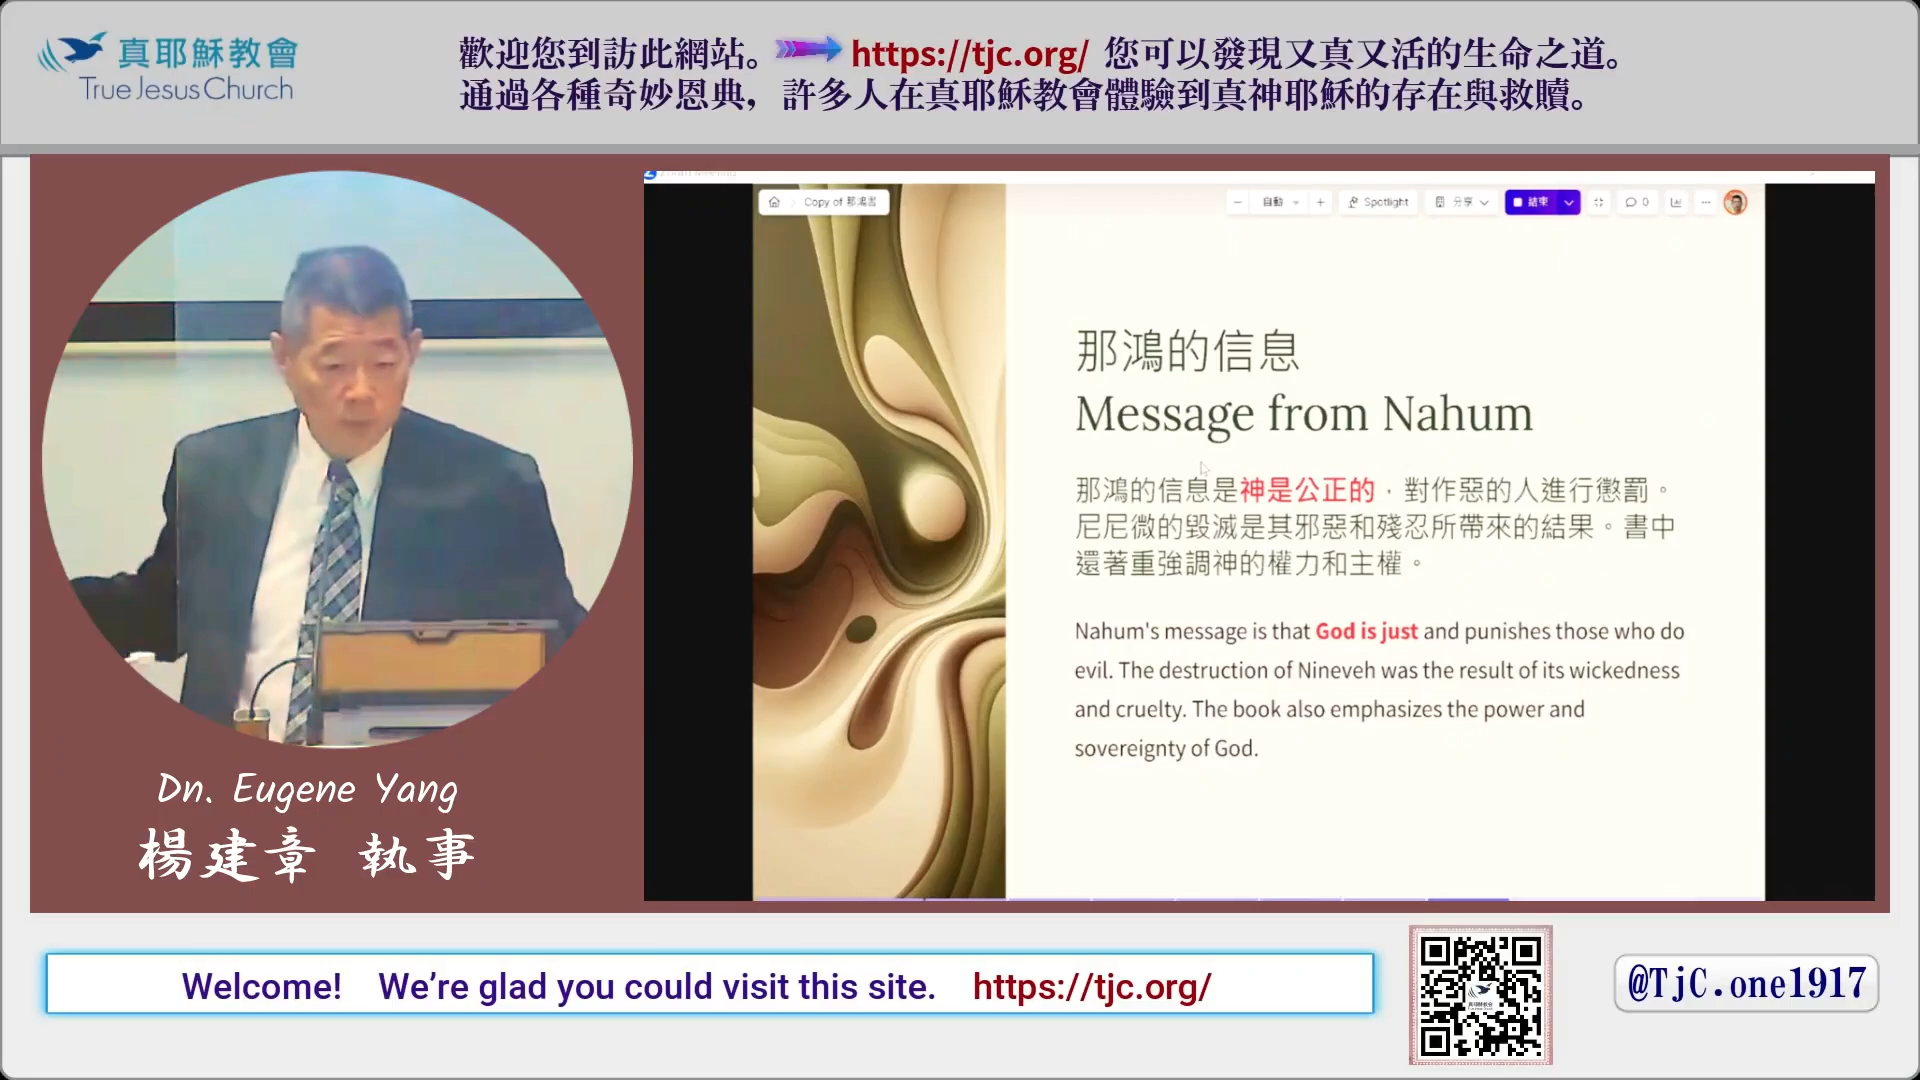 真耶穌教會
True Jesus Church
歡迎您到訪此網站。 https://tjc.org/ 您可以發現又真又活的生命之道。
通過各種奇妙恩典，許多人在真耶穌教會體驗到真神耶穌的存在與救贖。
Copy of 那鴻書
自動
Spotlight
分享
結束
0
那鴻的信息
Message from Nahum
那鴻的信息是神是公正的，對作惡的人進行懲罰。
尼尼微的毀滅是其邪惡和殘忍所帶來的結果。書中
還著重強調神的權力和主權。
Nahum's message is that God is just and punishes those who do
evil. The destruction of Nineveh was the result of its wickedness
and cruelty. The book also emphasizes the power and
sovereignty of God.
Dn. Eugene Yang
楊建章 執事
Welcome! We’re glad you could visit this site. https://tjc.org/
@TjC.one1917